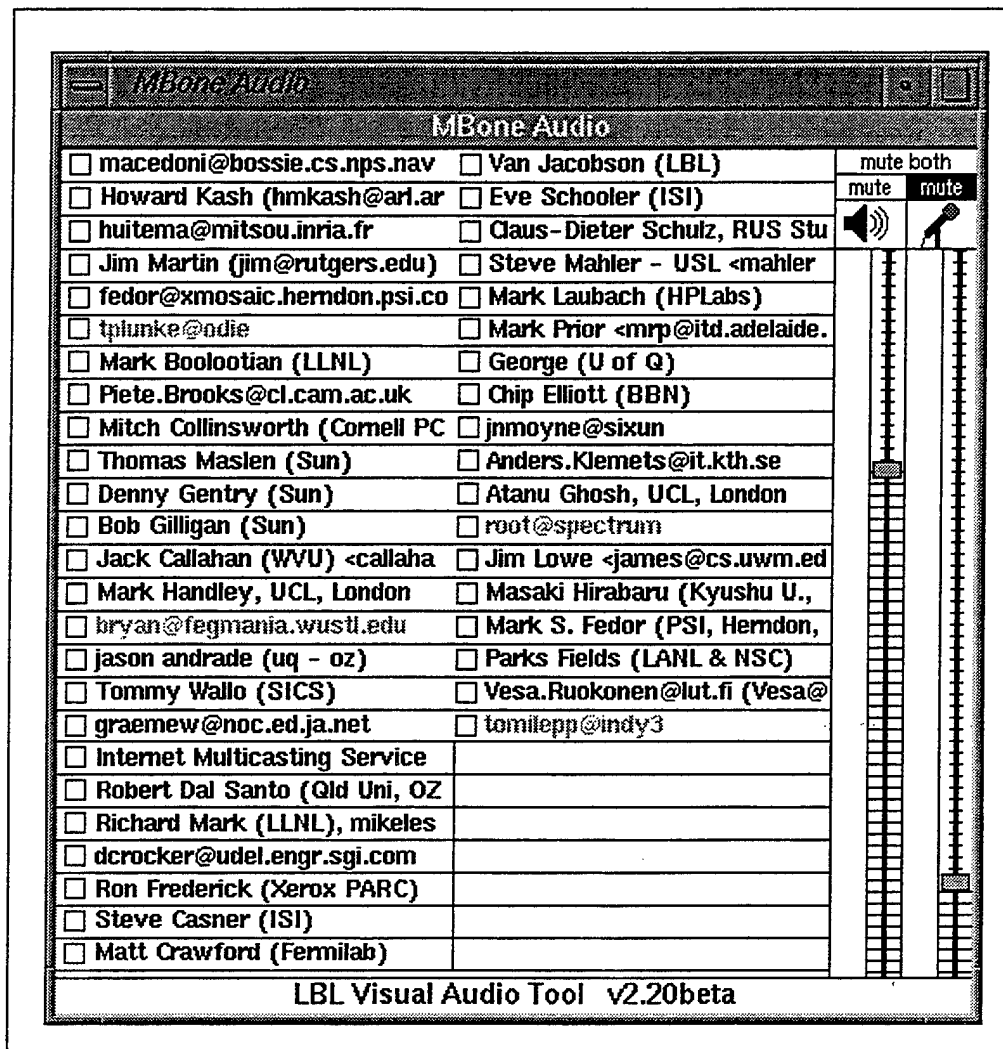 MBone Audio
MBone Audio
macedoni@bossie.cs.nps.nav
Howard Kash (hmkash@arl.ar
huitema@mitsou.inria.fr
Jim Martin (jim@rutgers.edu)
fedor@xmosaic.herndon.psi.co
tplunke@odie
Mark Boolootian (LLNL)
Piete.Brooks@cl.cam.ac.uk
Mitch Collinsworth (Cornell PC
Thomas Maslen (Sun)
Denny Gentry (Sun)
Bob Gilligan (Sun)
Jack Callahan (WVU) <callaha
Mark Handley, UCL, London
bryan@fegmania.wustl.edu
jason andrade (uq - oz)
Tommy Wallo (SICS)
graemew@noc.ed.ja.net
Internet Multicasting Service
Robert Dal Santo (Qld Uni, OZ
Richard Mark (LLNL), mikeles
dcrocker@udel.engr.sgi.com
Ron Frederick (Xerox PARC)
Steve Casner (ISI)
Matt Crawford (Fermilab)
Van Jacobson (LBL)
Eve Schooler (ISI)
Claus-Dieter Schulz, RUS Stu
Steve Mahler - USL <mahler
Mark Laubach (HPLabs)
Mark Prior <mrp@itd.adelaide.
George (U of Q)
Chip Elliott (BBN)
jnmoyne@sixun
Anders.Klemets@it.kth.se
Atanu Ghosh, UCL, London
root@spectrum
Jim Lowe <james@cs.uwm.ed
Masaki Hirabaru (Kyushu U.,
Mark S. Fedor (PSI, Herndon,
Parks Fields (LANL & NSC)
Vesa.Ruokonen@lut.fi (Vesa@
tomilepp@indy3
mute both
mute mute
LBL Visual Audio Tool v2.20beta